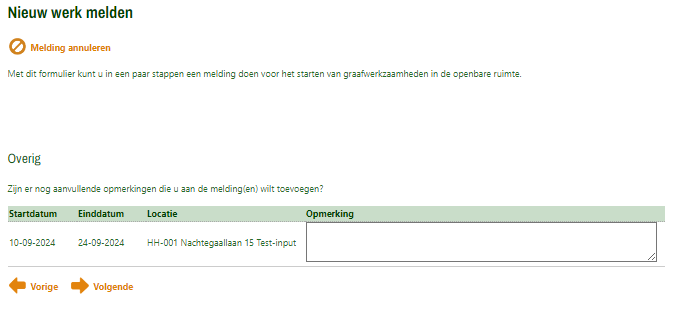 Nieuw werk melden
Melding annuleren
Met dit formulier kunt u in een paar stappen een melding doen voor het starten van graafwerkzaamheden in de openbare ruimte.
Overig
Zijn er nog aanvullende opmerkingen die u aan de melding(en) wilt toevoegen?
Startdatum Einddatum Locatie Opmerking
10-09-2024 24-09-2024 HH-001 Nachtegaallaan 15 Test-input
Vorige Volgende